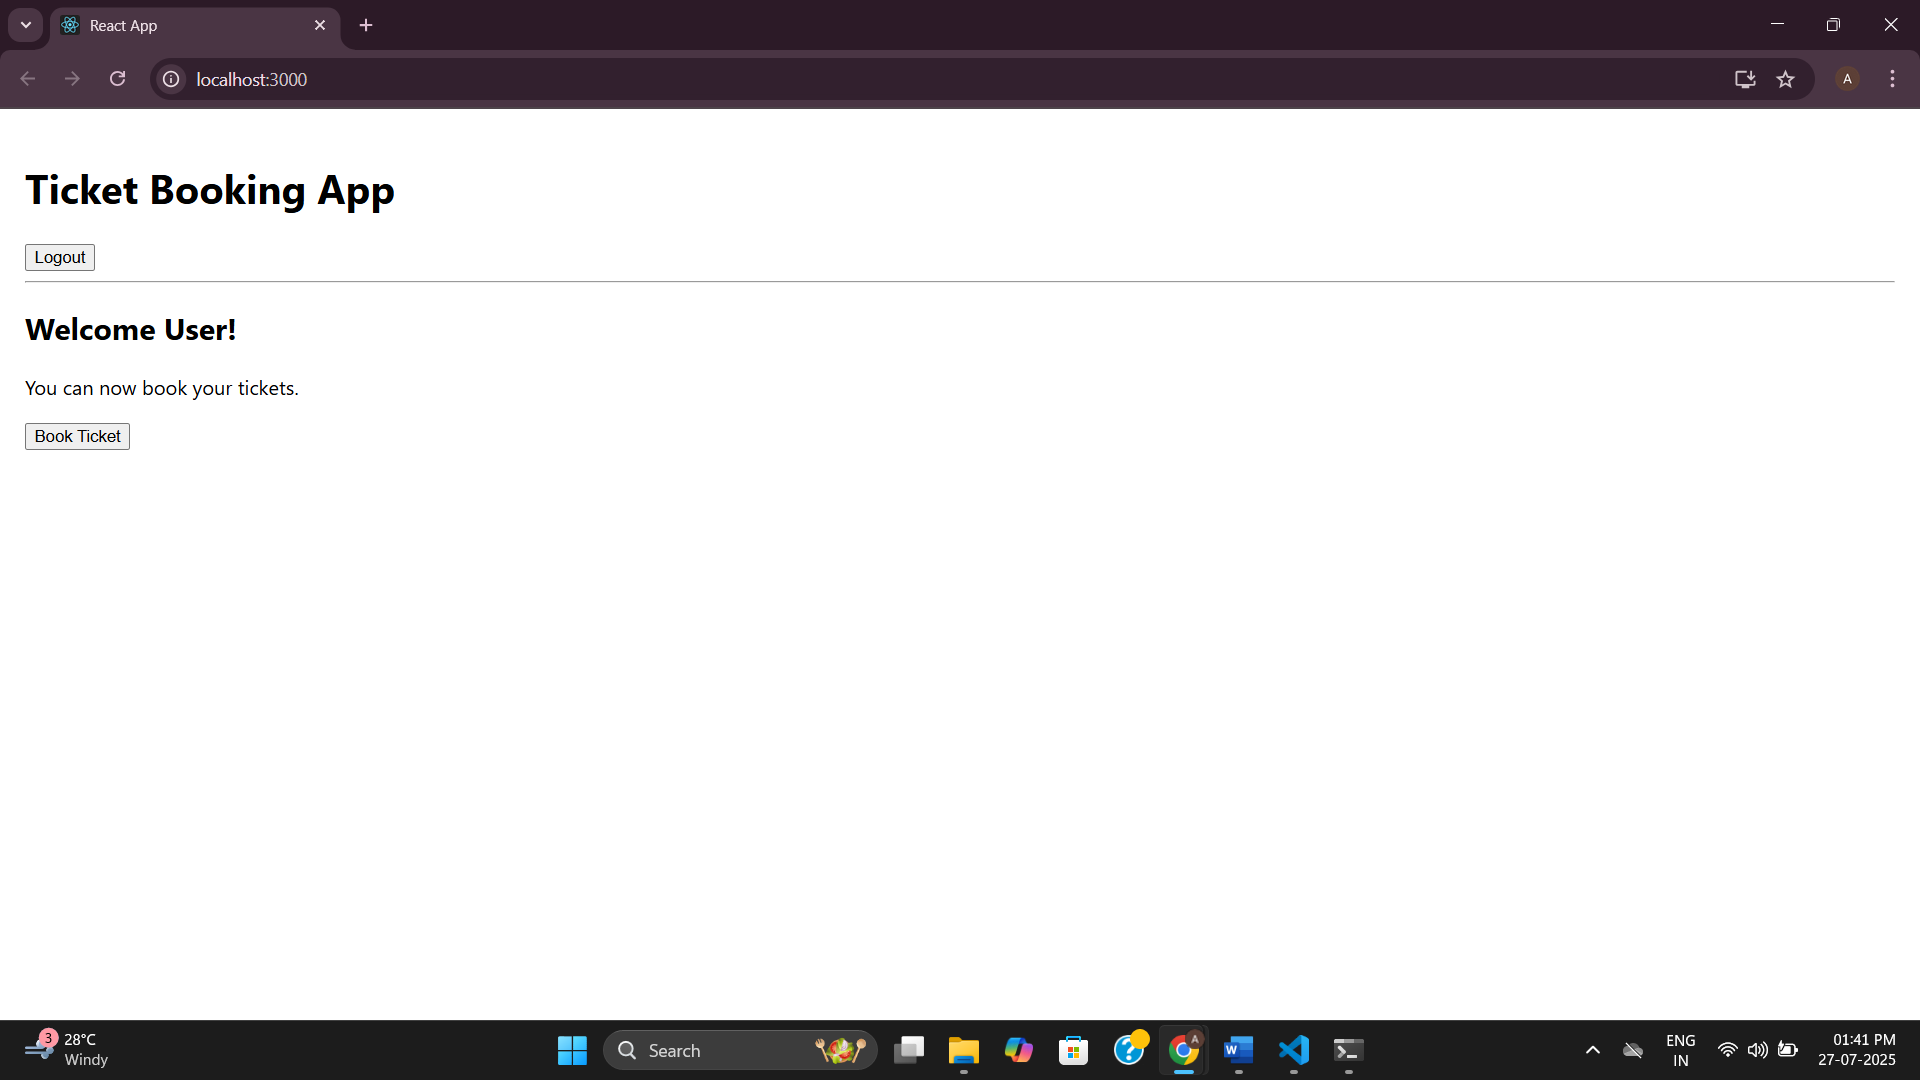 React App
localhost:3000
A
Ticket Booking App
Logout
Welcome User!
You can now book your tickets.
Book Ticket
3
28°C
Windy
Search
A
W
ENG
IN
01:41 PM
27-07-2025